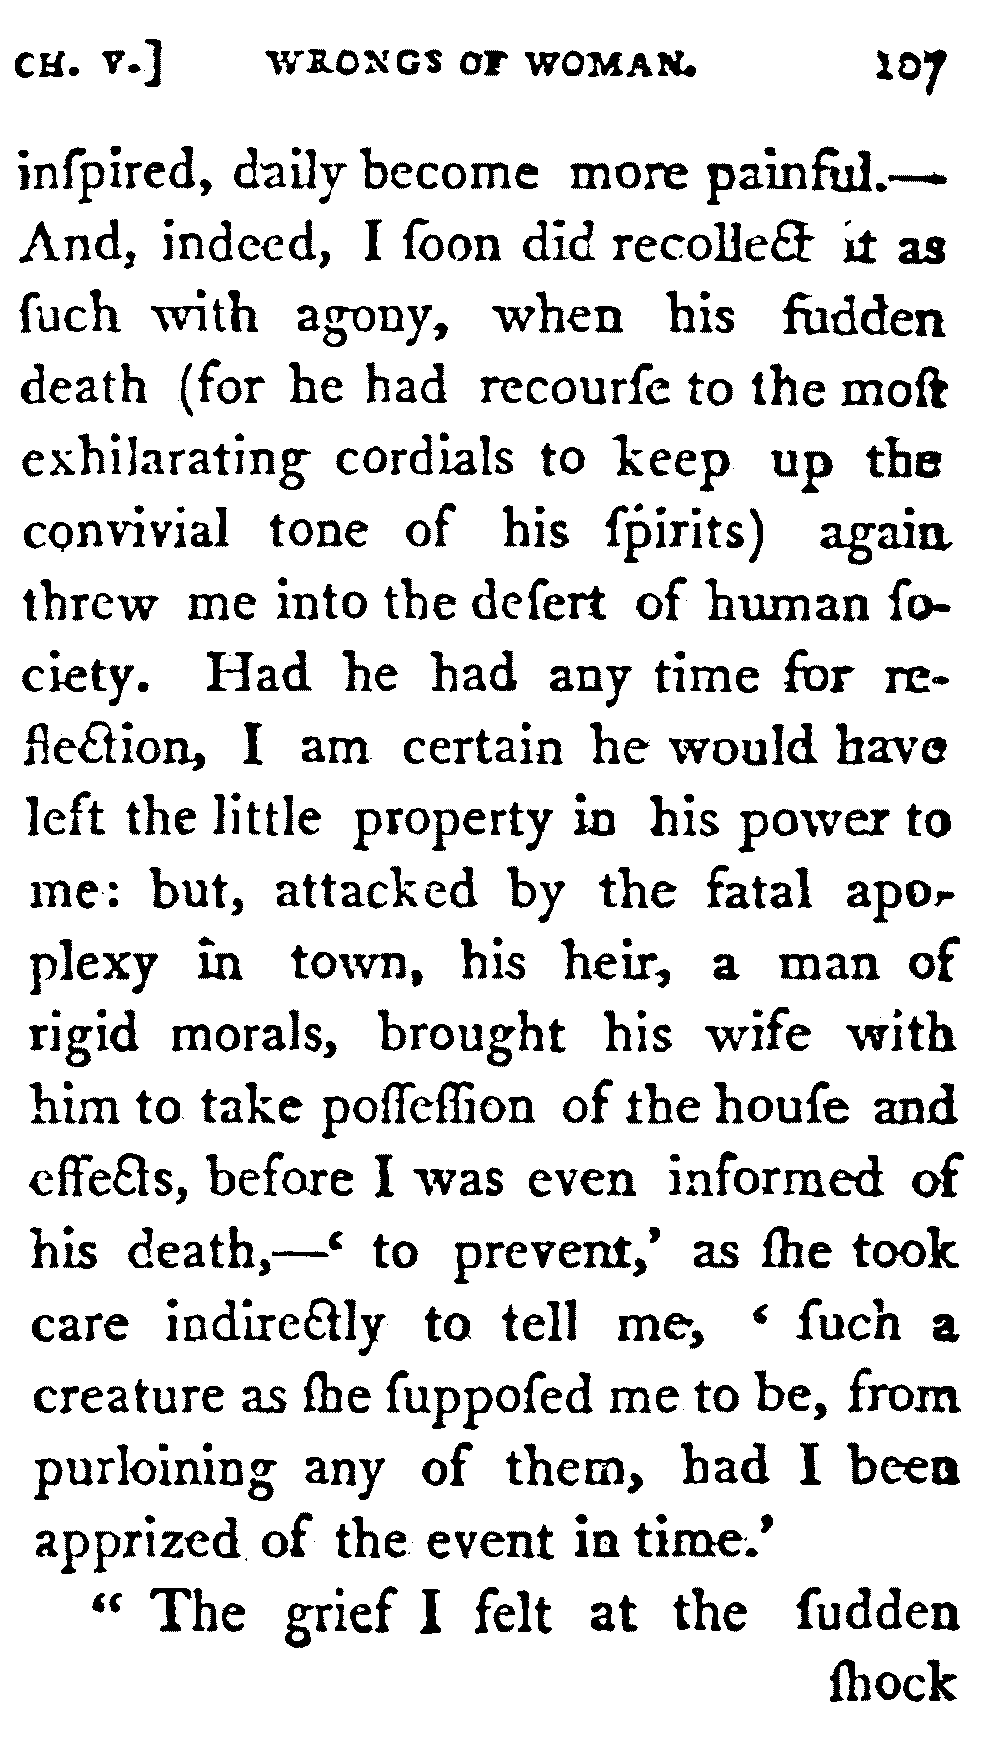 CH. V.] WRONGS OF WOMAN. 107
inſpired, daily become more painful.—
And, indeed, I ſoon did recollect it as
ſuch with agony, when his ſudden
death (for he had recourſe to the moſt
exhilarating cordials to keep up the
convivial tone of his ſpirits) again
threw me into the deſert of human ſo-
ciety. Had he had any time for re-
flection, I am certain he would have
left the little property in his power to
me: but, attacked by the fatal apo-
plexy in town, his heir, a man of
rigid morals, brought his wife with
him to take poſſeſſion of the houſe and
effects, before I was even informed of
his death,—‘ to prevent,’ as ſhe took
care indirectly to tell me, ‘ ſuch a
creature as ſhe ſuppoſed me to be, from
purloining any of them, had I been
apprized of the event in time.’
“ The grief I felt at the ſudden
ſhock